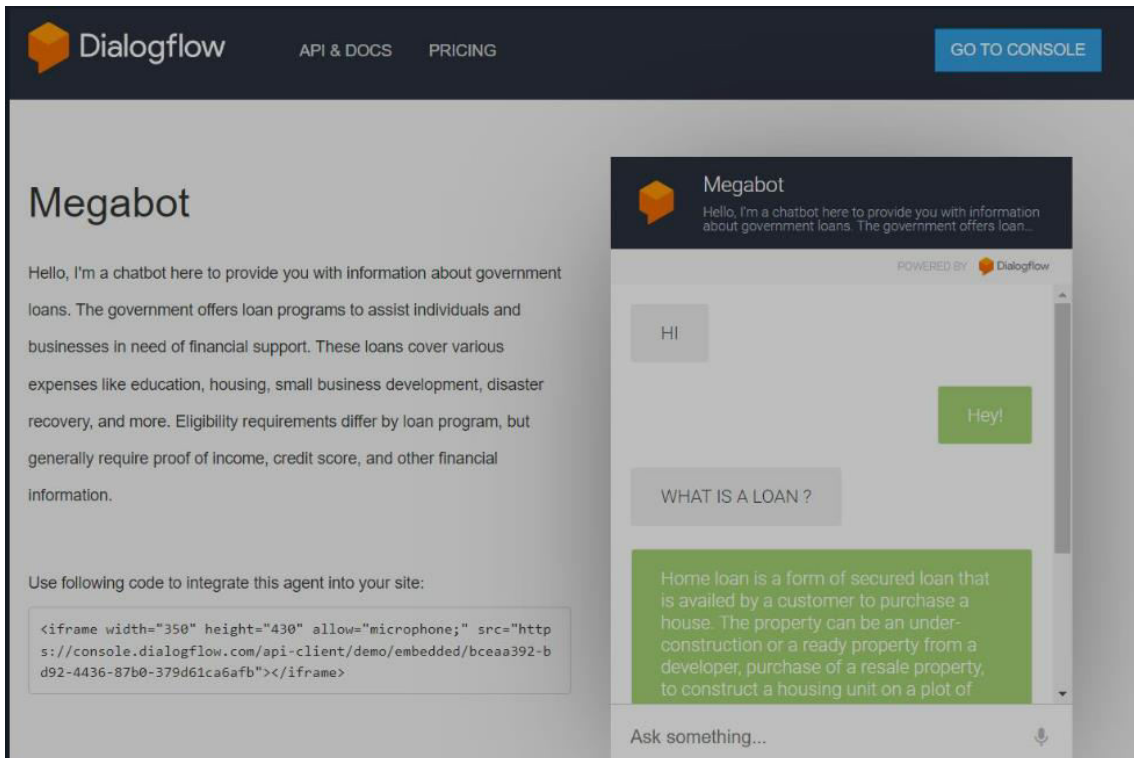 Dialogflow
API & DOCS
PRICING
GO TO CONSOLE
Megabot
Hello, I'm a chatbot here to provide you with information about government
loans. The government offers loan programs to assist individuals and
businesses in need of financial support. These loans cover various
expenses like education, housing, small business development, disaster
recovery, and more. Eligibility requirements differ by loan program, but
generally require proof of income, credit score, and other financial
information.
Use following code to integrate this agent into your site:
<iframe width="350" height="430" allow="microphone;" src="http
s://console.dialogflow.com/api-client/demo/embedded/bceaa392-b
d92-4436-87b0-379d61ca6afb"></iframe>
Megabot
Hello, I'm a chatbot here to provide you with information
about government loans. The government offers loan...
POWERED BY Dialogflow
HI
Hey!
WHAT IS A LOAN ?
Home loan is a form of secured loan that
is availed by a customer to purchase a
house. The property can be an under-
construction or a ready property from a
developer, purchase of a resale property,
to construct a housing unit on a plot of
Ask something...